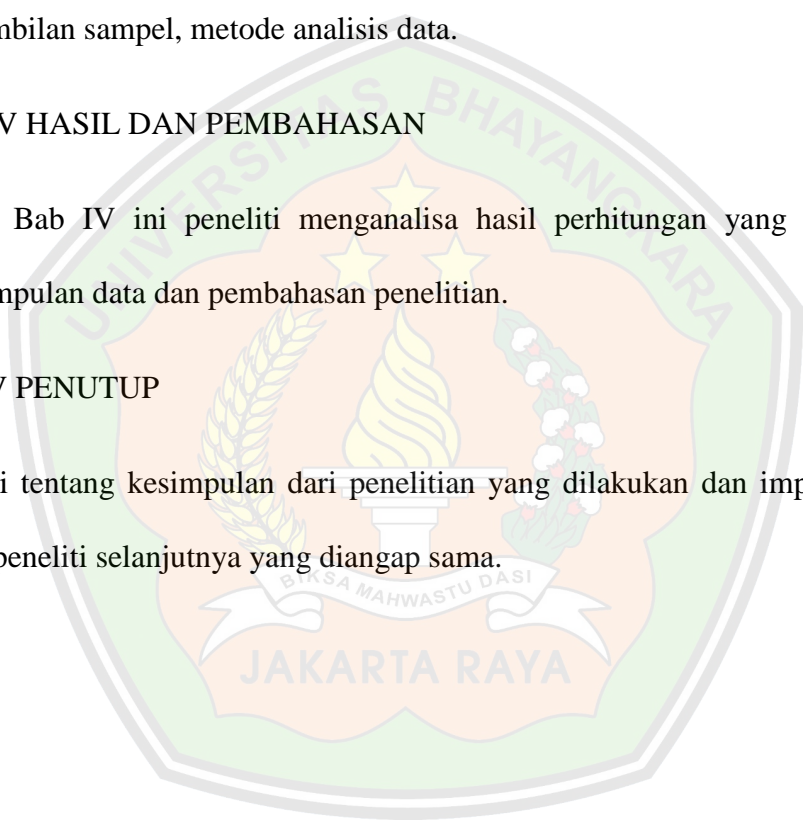 mbilan sampel, metode analisis data.
V HASIL DAN PEMBAHASAN
Bab IV ini peneliti menganalisa hasil perhitungan yang
mpulan data dan pembahasan penelitian.
V PENUTUP
i tentang kesimpulan dari penelitian yang dilakukan dan imp
peneliti selanjutnya yang diangap sama.
UNIVERSITAS BHAYANGKARA
BIKSA MAHWASTU DASI
JAKARTA RAYA